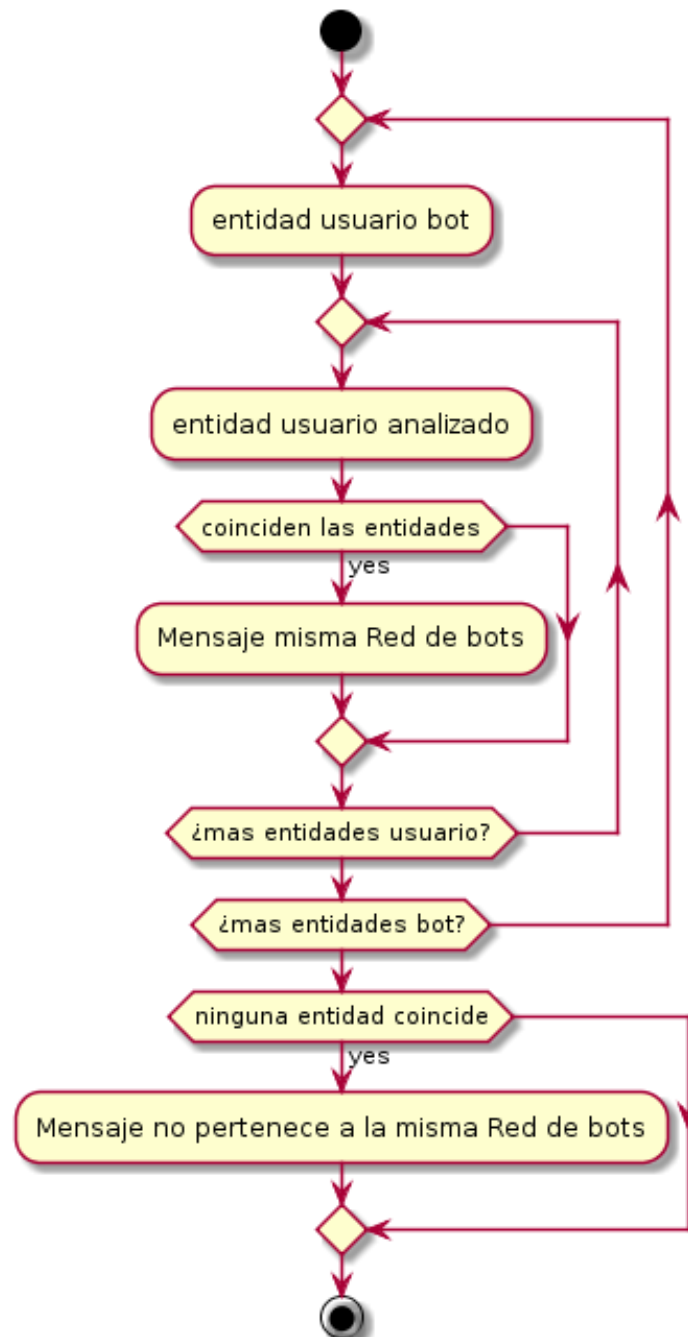 entidad usuario bot
entidad usuario analizado
coinciden las entidades
yes
Mensaje misma Red de bots
¿mas entidades usuario?
¿mas entidades bot?
ninguna entidad coincide
yes
Mensaje no pertenece a la misma Red de bots